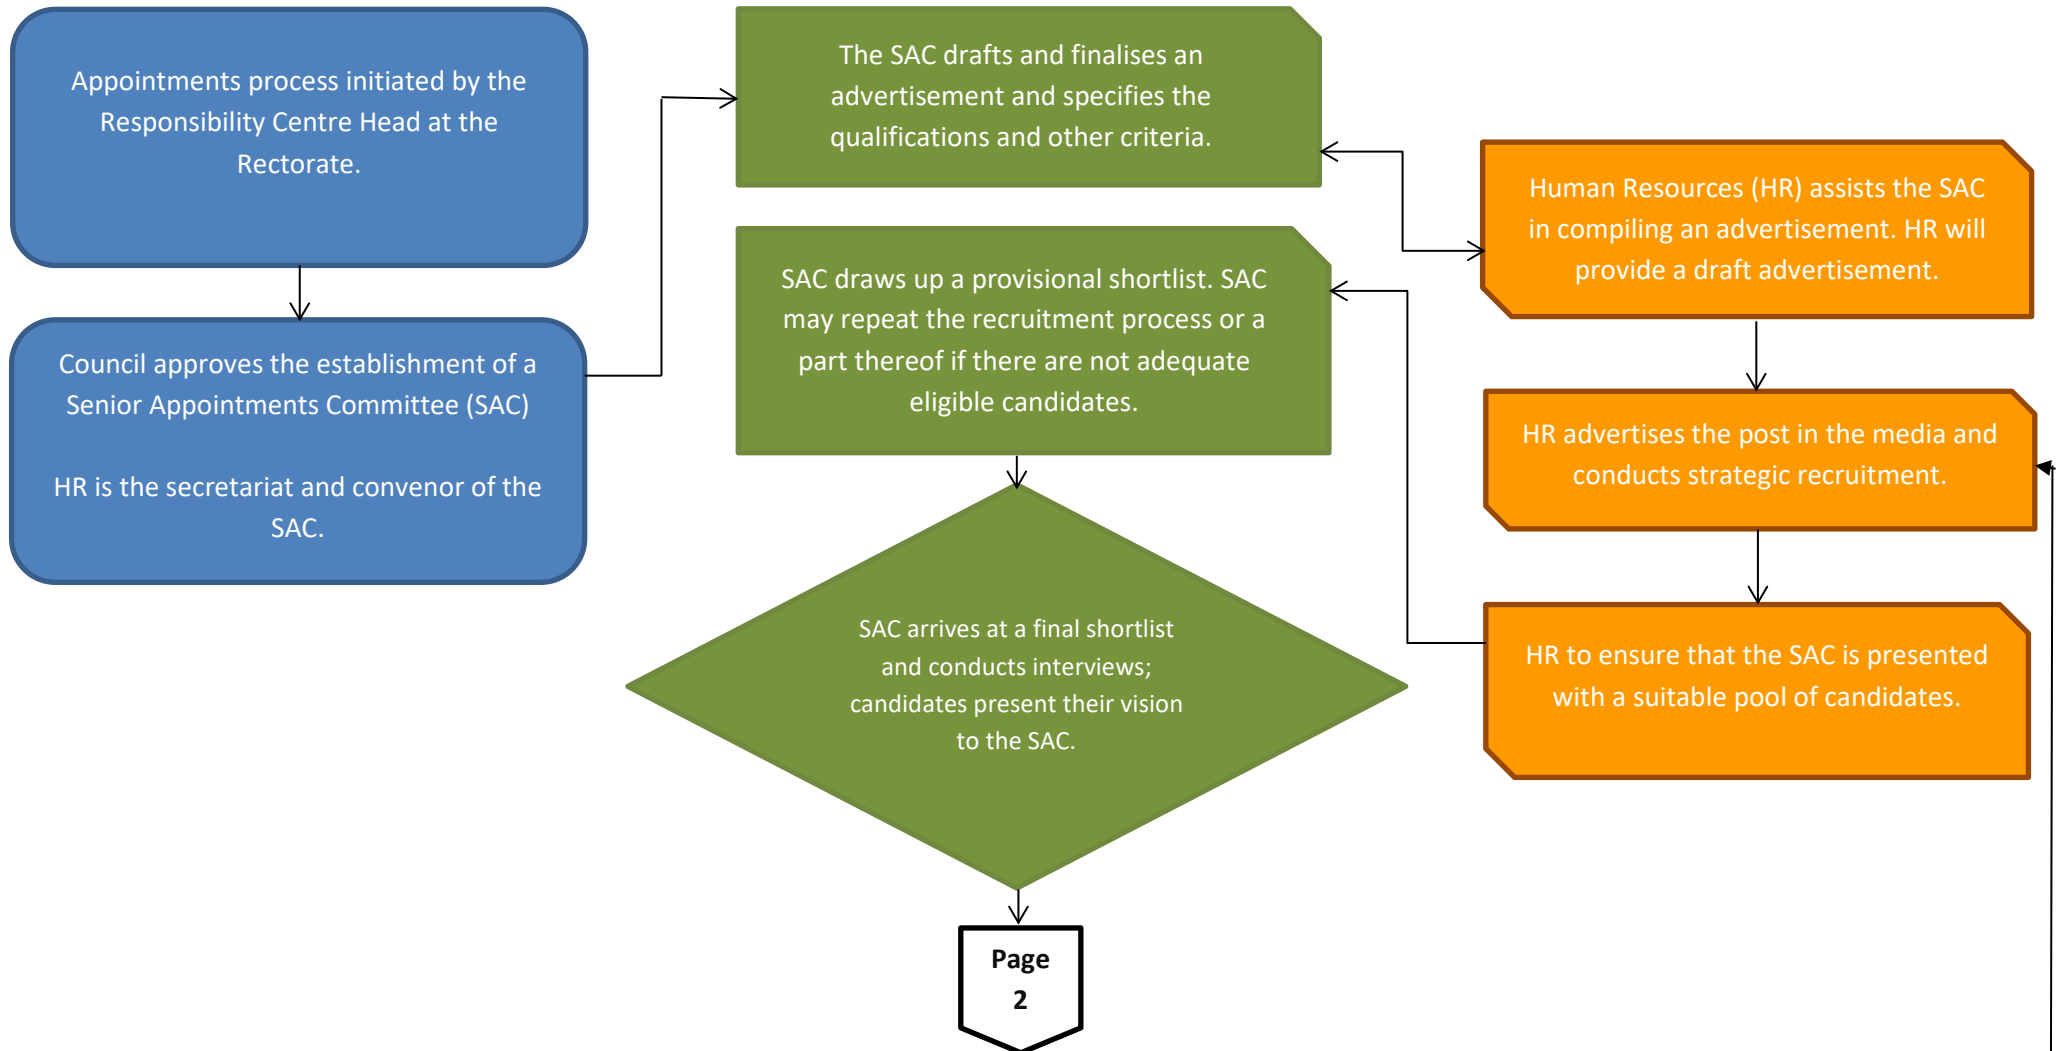 Appointments process initiated by the
Responsibility Centre Head at the
Rectorate.
Council approves the establishment of a
Senior Appointments Committee (SAC)
HR is the secretariat and convenor of the
SAC.
The SAC drafts and finalises an
advertisement and specifies the
qualifications and other criteria.
Human Resources (HR) assists the SAC
in compiling an advertisement. HR will
provide a draft advertisement.
HR advertises the post in the media and
conducts strategic recruitment.
HR to ensure that the SAC is presented
with a suitable pool of candidates.
SAC draws up a provisional shortlist. SAC
may repeat the recruitment process or a
part thereof if there are not adequate
eligible candidates.
SAC arrives at a final shortlist
and conducts interviews;
candidates present their vision
to the SAC.
Page
2